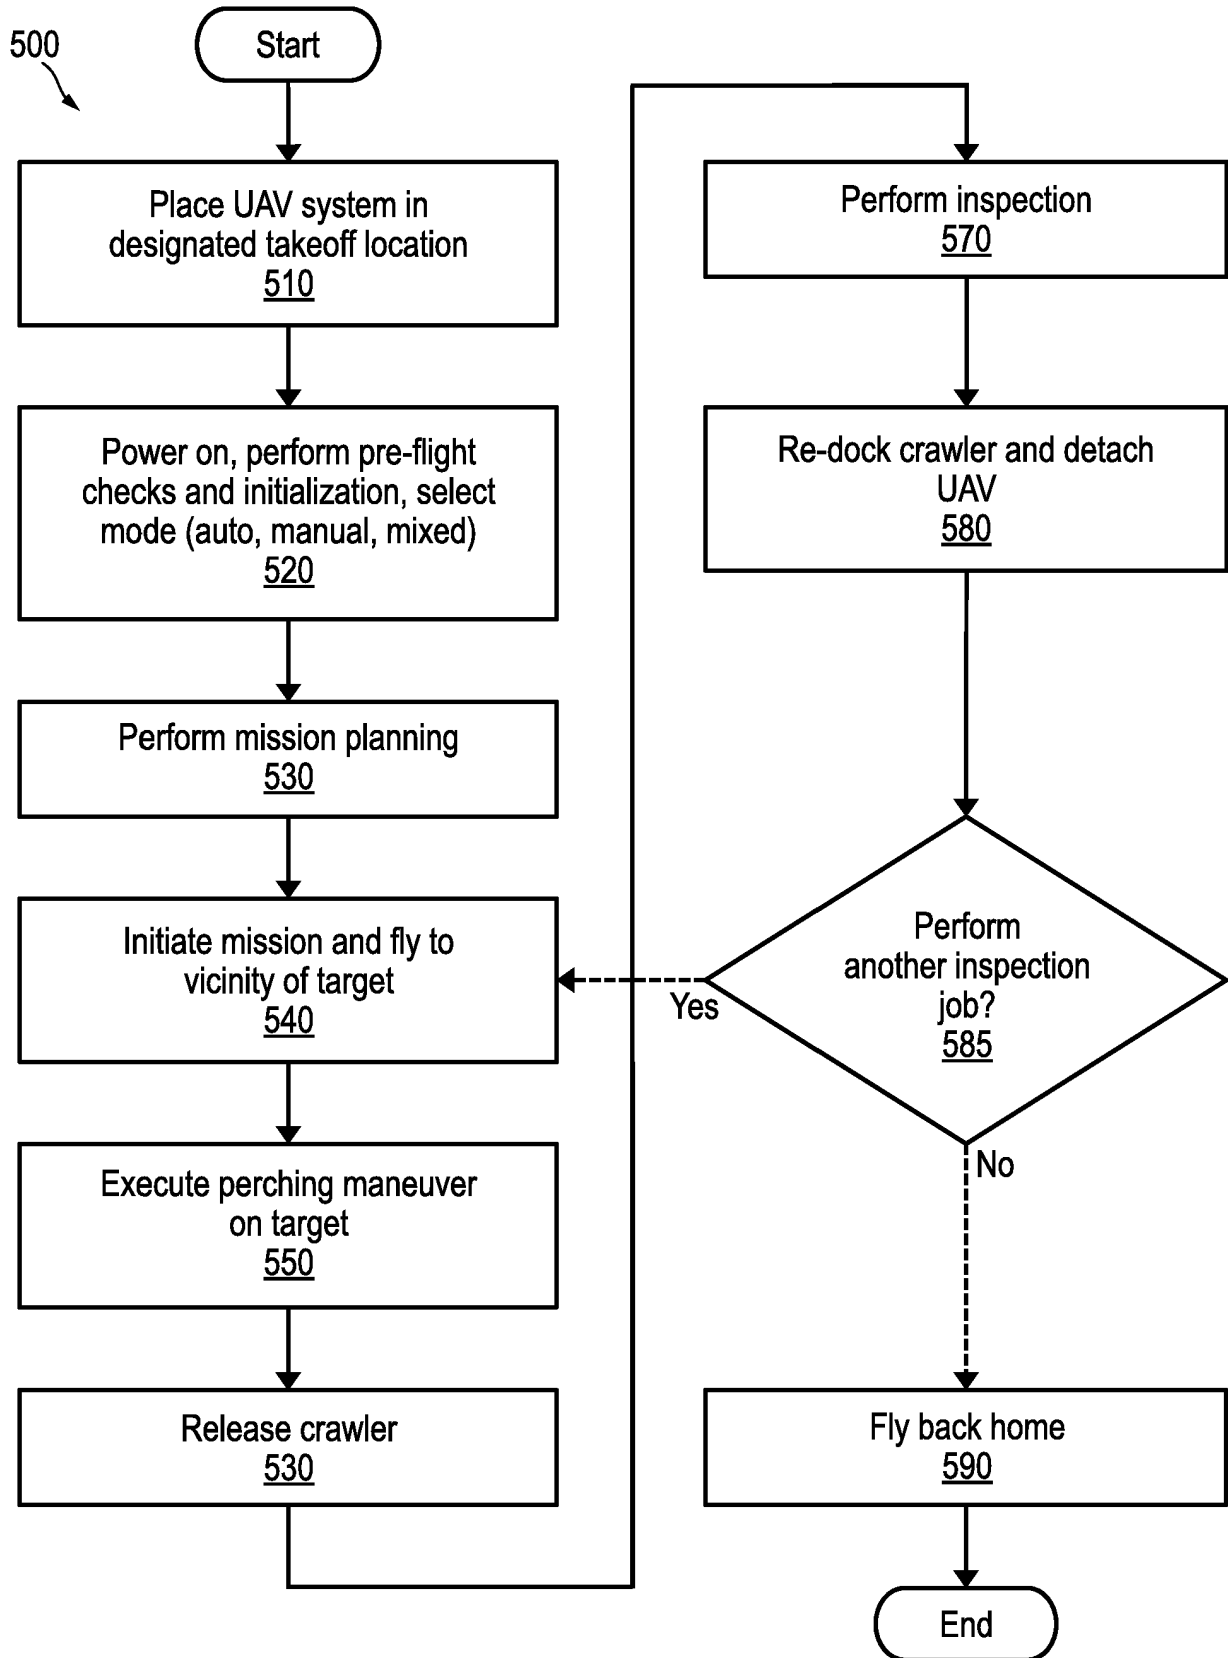 500
Start
Place UAV system in
designated takeoff location
510
Power on, perform pre-flight
checks and initialization, select
mode (auto, manual, mixed)
520
Perform mission planning
530
Initiate mission and fly to
vicinity of target
540
Execute perching maneuver
on target
550
Release crawler
530
Perform inspection
570
Re-dock crawler and detach
UAV
580
Perform
another inspection
job?
585
Yes
No
Fly back home
590
End